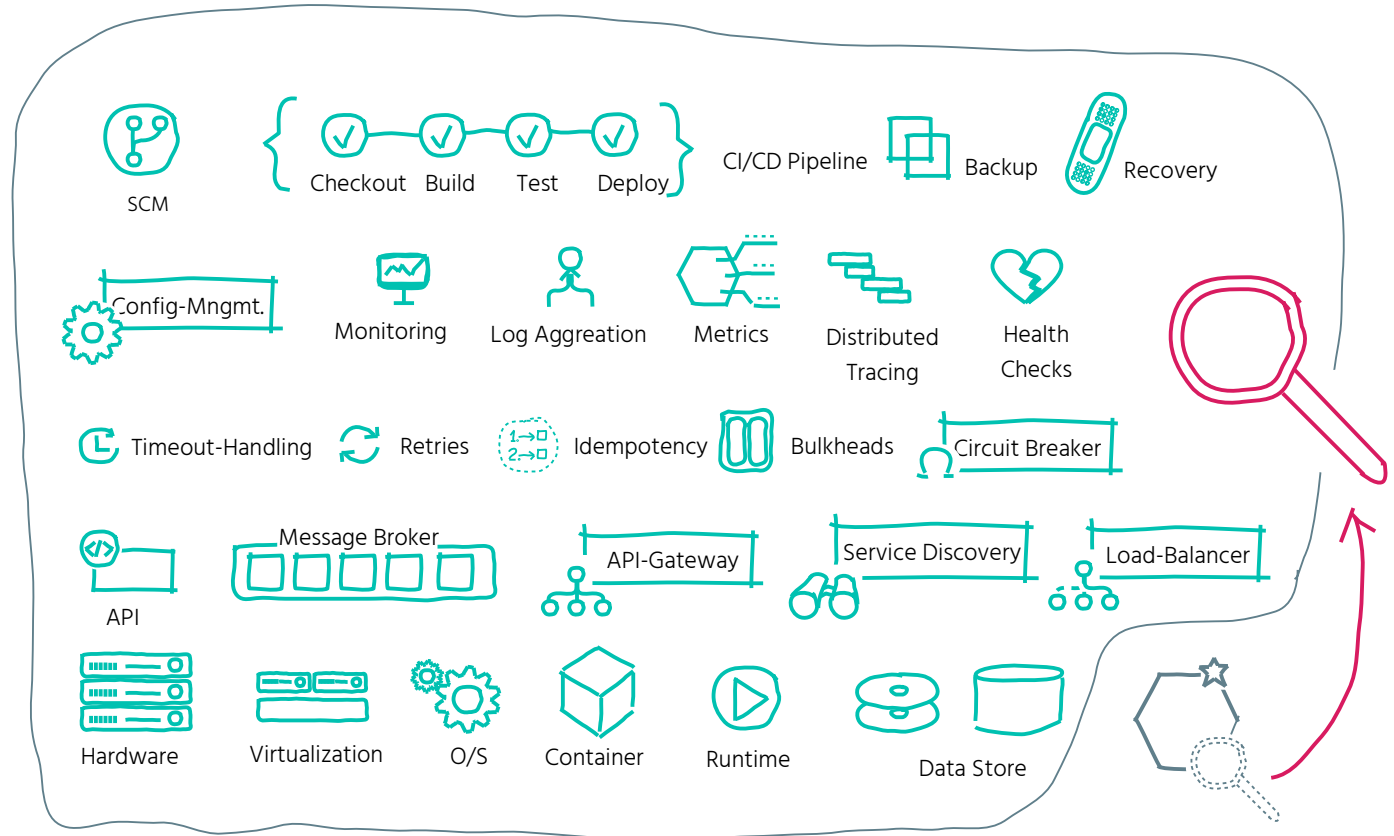 SCM
Checkout
Build
Test
Deploy
CI/CD Pipeline
Backup
Recovery
Config-Mngmt.
Monitoring
Log Aggreation
Metrics
Distributed
Tracing
Health
Checks
Timeout-Handling
Retries
1.→
2.→
Idempotency
Bulkheads
Circuit Breaker
</>
API
Message Broker
API-Gateway
Service Discovery
Load-Balancer
Hardware
Virtualization
O/S
Container
Runtime
Data Store